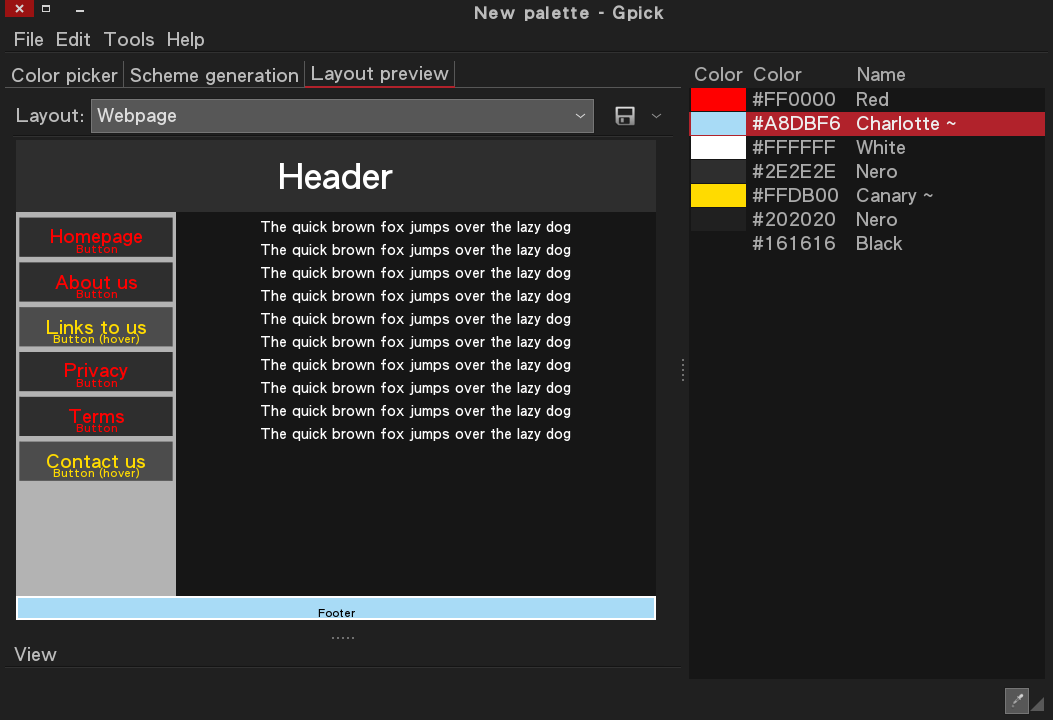 New palette - Gpick
File Edit Tools Help
Color picker Scheme generation Layout preview
Layout: Webpage
Header
Homepage
Button
About us
Button
Links to us
Button (hover)
Privacy
Button
Terms
Button
Contact us
Button (hover)
The quick brown fox jumps over the lazy dog
The quick brown fox jumps over the lazy dog
The quick brown fox jumps over the lazy dog
The quick brown fox jumps over the lazy dog
The quick brown fox jumps over the lazy dog
The quick brown fox jumps over the lazy dog
The quick brown fox jumps over the lazy dog
The quick brown fox jumps over the lazy dog
The quick brown fox jumps over the lazy dog
The quick brown fox jumps over the lazy dog
Footer
View
Color Color Name
#FF0000 Red
#A8DBF6 Charlotte ~
#FFFFFF White
#2E2E2E Nero
#FFDB00 Canary ~
#202020 Nero
#161616 Black